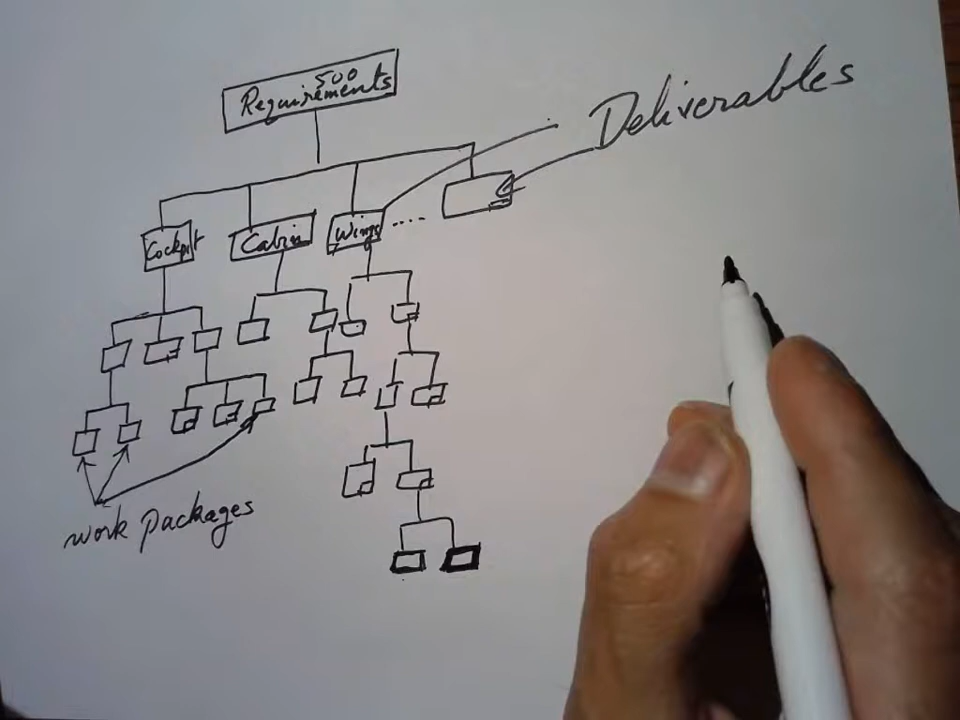 500
Requirements
Deliverables
Cockpit
Cabin
Wings
....
work packages